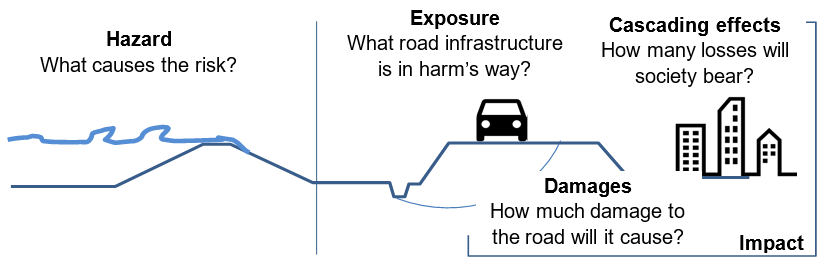 Hazard
What causes the risk?
Exposure
What road infrastructure
is in harm's way?
Cascading effects
How many losses will
society bear?
Damages
How much damage to
the road will it cause?
Impact